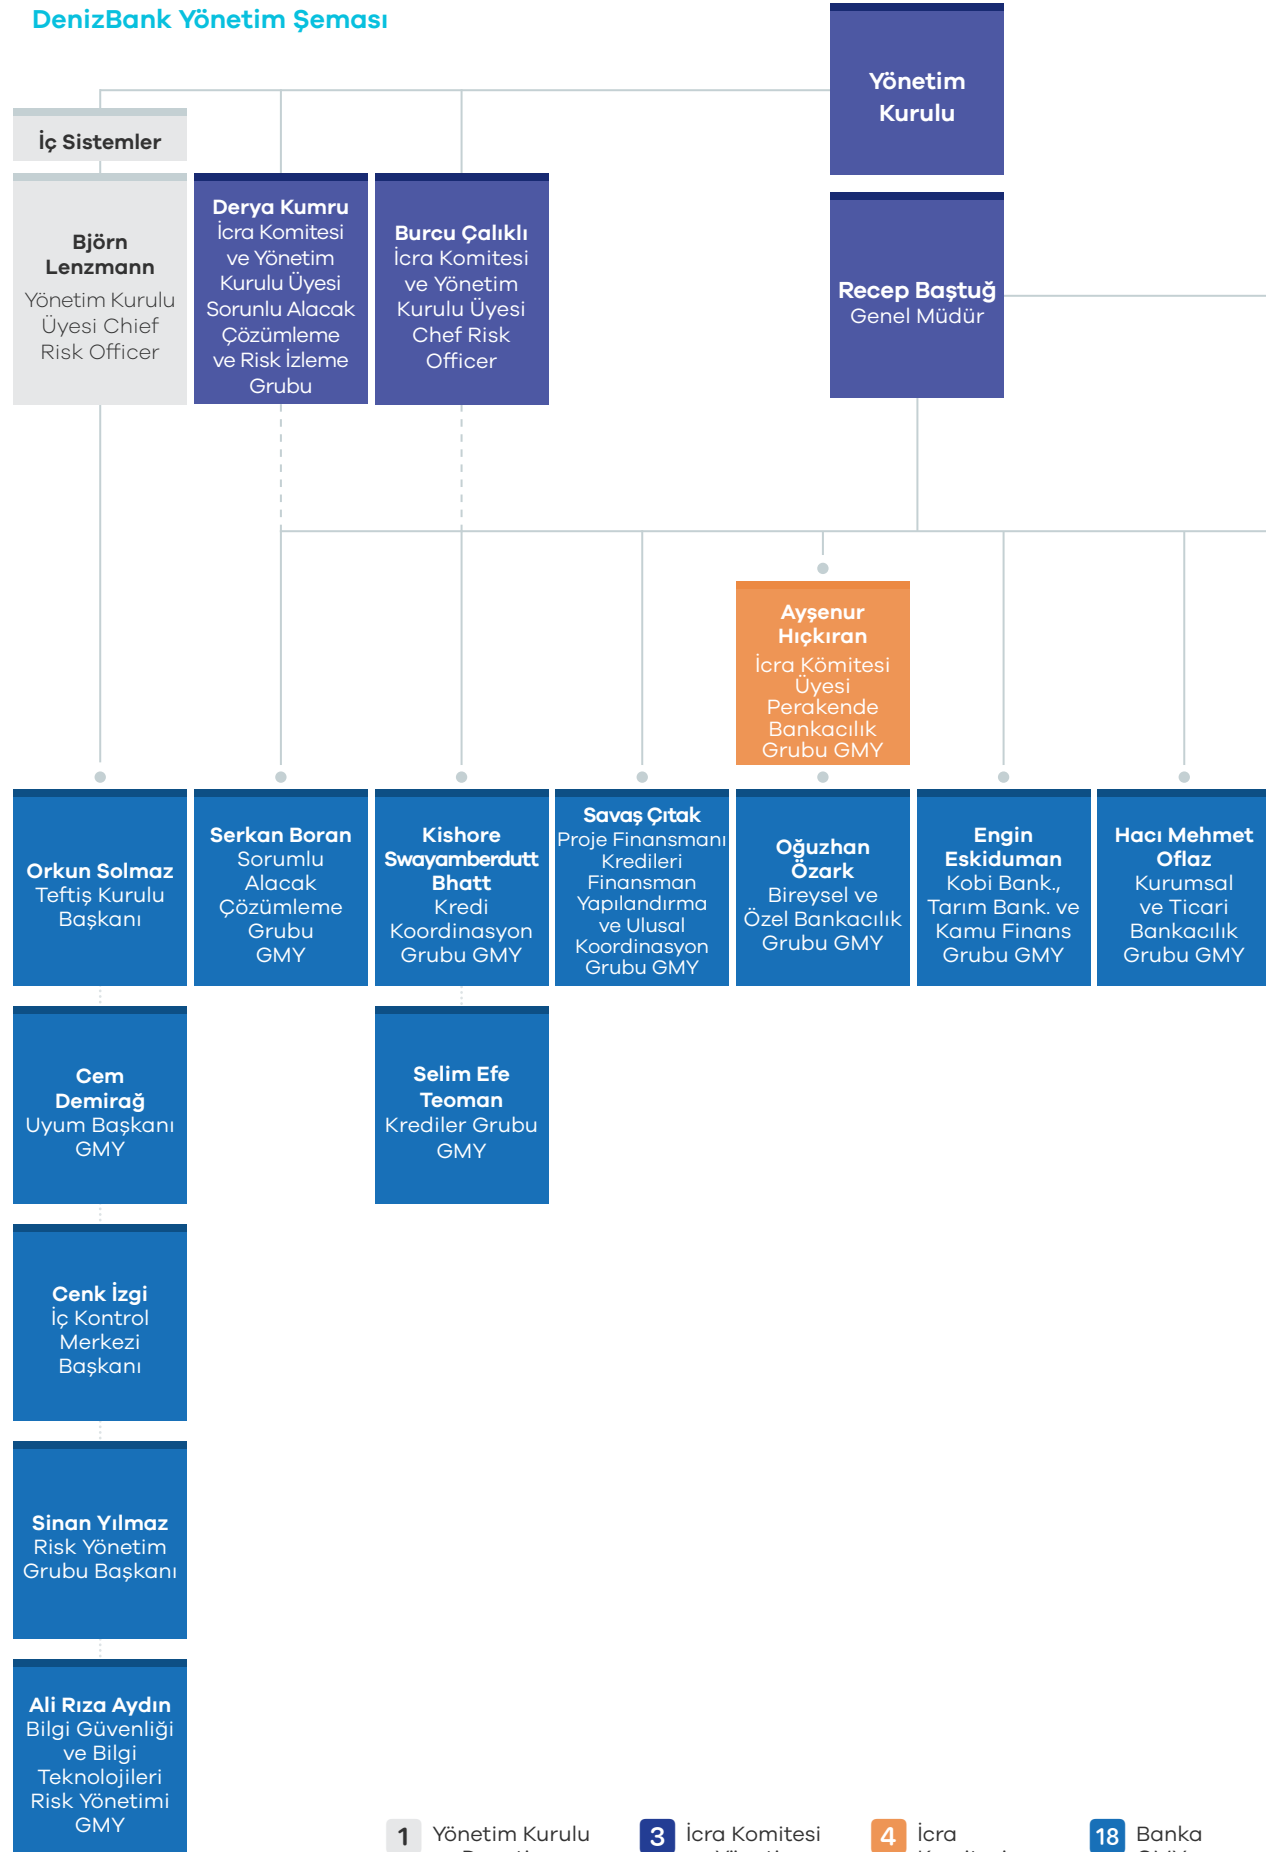 DenizBank Yönetim Şeması
Yönetim
Kurulu
İç Sistemler
Björn
Lenzmann
Yönetim Kurulu
Üyesi Chief
Risk Officer
Derya Kumru
İcra Komitesi
ve Yönetim
Kurulu Üyesi
Sorunlu Alacak
Çözümleme
ve Risk İzleme
Grubu
Burcu Çalıklı
İcra Komitesi
ve Yönetim
Kurulu Üyesi
Chef Risk
Officer
Recep Baştuğ
Genel Müdür
Ayşenur
Hıçkıran
İcra Kömitesi
Üyesi
Perakende
Bankacılık
Grubu GMY
Orkun Solmaz
Teftiş Kurulu
Başkanı
Serkan Boran
Sorumlu
Alacak
Çözümleme
Grubu
GMY
Kishore
Swayamberdutt
Bhatt
Kredi
Koordinasyon
Grubu GMY
Savaş Çıtak
Proje Finansmanı
Kredileri
Finansman
Yapılandırma
ve Ulusal
Koordinasyon
Grubu GMY
Oğuzhan
Özark
Bireysel ve
Özel Bankacılık
Grubu GMY
Engin
Eskiduman
Kobi Bank.,
Tarım Bank. ve
Kamu Finans
Grubu GMY
Hacı Mehmet
Oflaz
Kurumsal
ve Ticari
Bankacılık
Grubu GMY
Cem
Demirağ
Uyum Başkanı
GMY
Selim Efe
Teoman
Krediler Grubu
GMY
Cenk İzgi
İç Kontrol
Merkezi
Başkanı
Sinan Yılmaz
Risk Yönetim
Grubu Başkanı
Ali Rıza Aydın
Bilgi Güvenliği
ve Bilgi
Teknolojileri
Risk Yönetimi
GMY
1 Yönetim Kurulu
3 İcra Komitesi
4 İcra
18 Banka